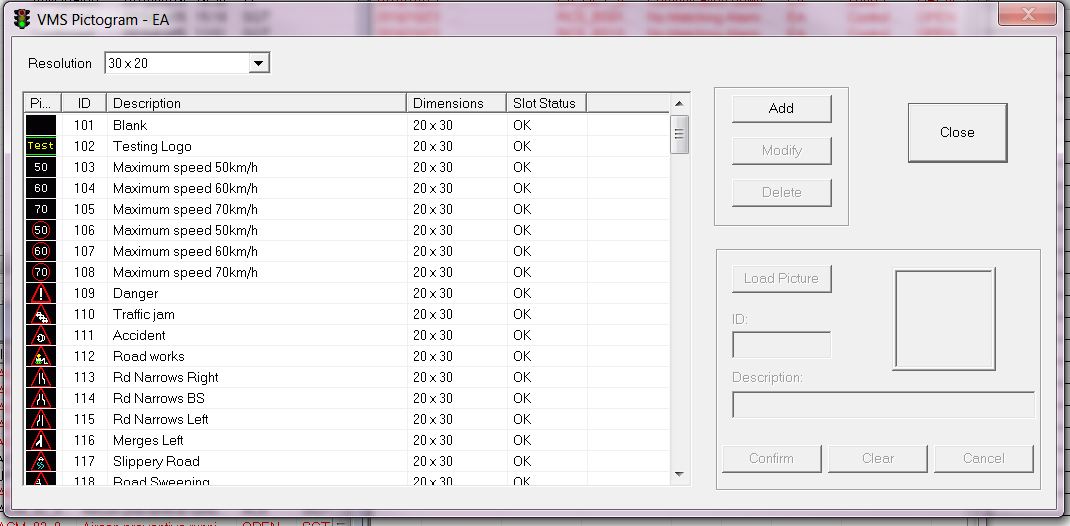 VMS Pictogram - EA
Resolution 30 x 20
Pi... ID Description Dimensions Slot Status
101 Blank 20 x 30 OK
Test 102 Testing Logo 20 x 30 OK
50 103 Maximum speed 50km/h 20 x 30 OK
60 104 Maximum speed 60km/h 20 x 30 OK
70 105 Maximum speed 70km/h 20 x 30 OK
50 106 Maximum speed 50km/h 20 x 30 OK
60 107 Maximum speed 60km/h 20 x 30 OK
70 108 Maximum speed 70km/h 20 x 30 OK
! 109 Danger 20 x 30 OK
110 Traffic jam 20 x 30 OK
111 Accident 20 x 30 OK
112 Road works 20 x 30 OK
113 Rd Narrows Right 20 x 30 OK
114 Rd Narrows BS 20 x 30 OK
115 Rd Narrows Left 20 x 30 OK
116 Merges Left 20 x 30 OK
117 Slippery Road 20 x 30 OK
118 Road Sweening 20 x 30 OK
Add
Modify
Delete
Close
Load Picture
ID:
Description:
Confirm Clear Cancel